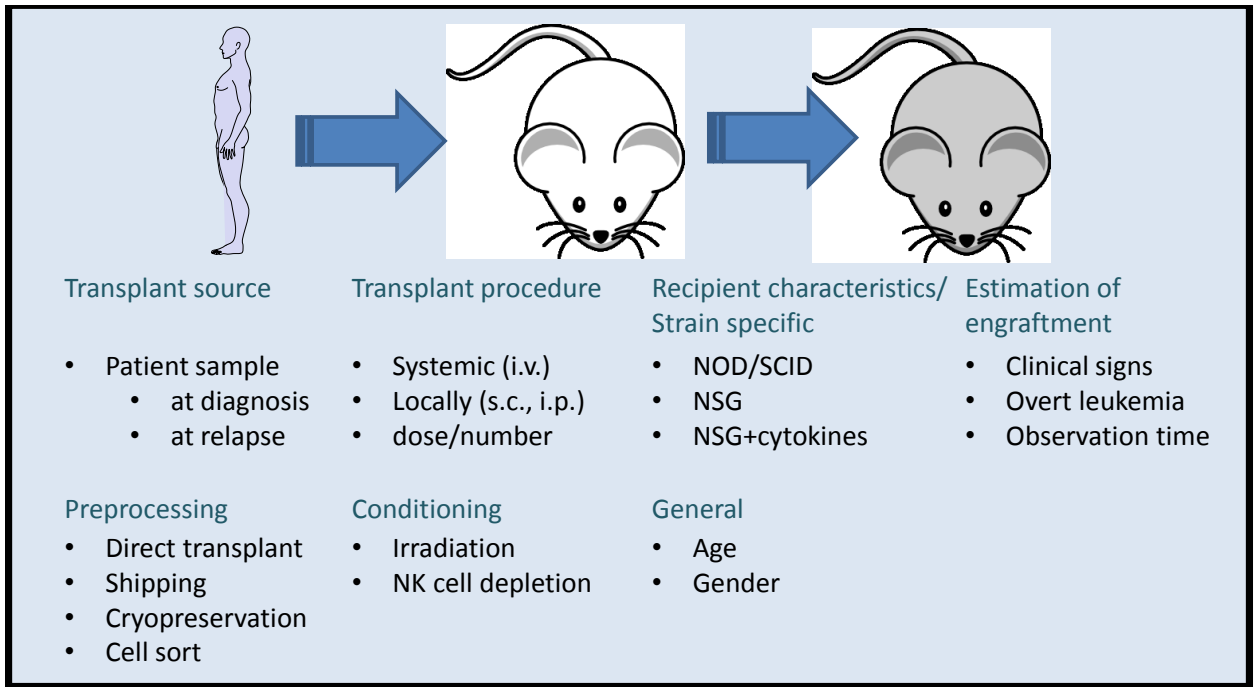 Transplant source
• Patient sample
• at diagnosis
• at relapse
Transplant procedure
• Systemic (i.v.)
• Locally (s.c., i.p.)
• dose/number
Recipient characteristics/
Strain specific
• NOD/SCID
• NSG
• NSG+cytokines
Estimation of
engraftment
• Clinical signs
• Overt leukemia
• Observation time
Preprocessing
• Direct transplant
• Shipping
• Cryopreservation
• Cell sort
Conditioning
• Irradiation
• NK cell depletion
General
• Age
• Gender